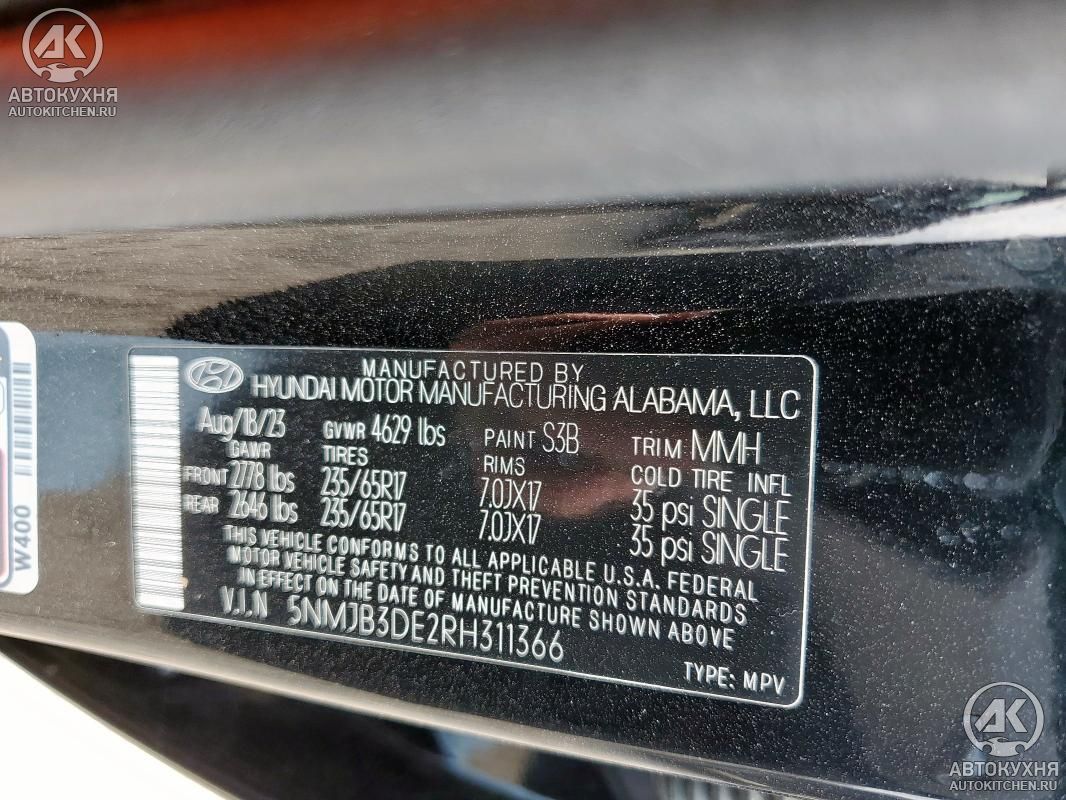 АК
АВТОКУХНЯ
AUTOKITCHEN.RU
W400
MANUFACTURED BY
HYUNDAI MOTOR MANUFACTURING ALABAMA, LLC
Aug/18/23 GVWR 4629 lbs PAINT S3B TRIM: MMH
GAWR TIRES RIMS COLD TIRE INFL
FRONT 2778 lbs 235/65R17 7.0JX17 35 psi SINGLE
REAR 2646 lbs 235/65R17 7.0JX17 35 psi SINGLE
THIS VEHICLE CONFORMS TO ALL APPLICABLE U.S.A. FEDERAL
MOTOR VEHICLE SAFETY AND THEFT PREVENTION STANDARDS
IN EFFECT ON THE DATE OF MANUFACTURE SHOWN ABOVE
V.I.N 5NMJB3DE2RH311366
TYPE: MPV
АК
АВТОКУХНЯ
AUTOKITCHEN.RU